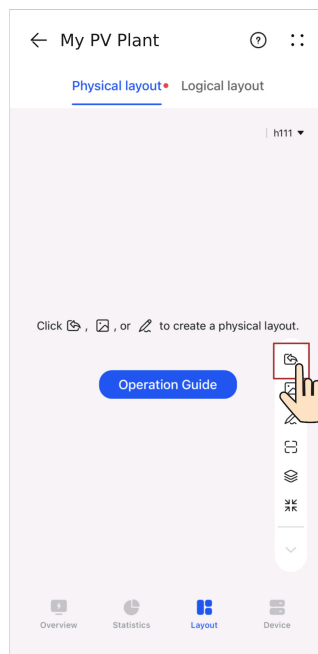 My PV Plant
Physical layout Logical layout
h111
Click , , or to create a physical layout.
Operation Guide
Overview Statistics Layout Device